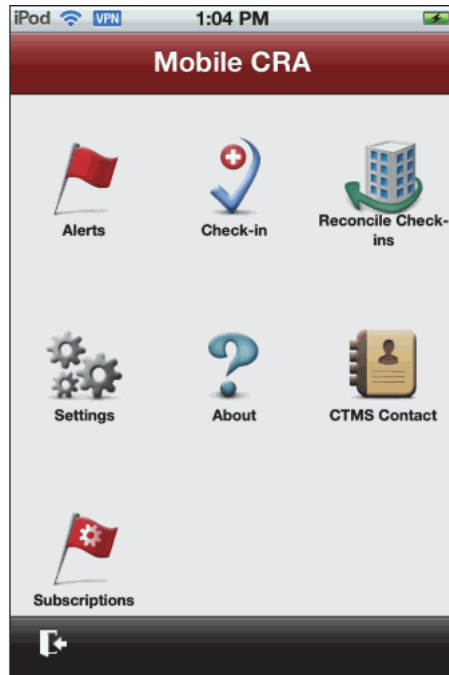 iPod VPN 1:04 PM
Mobile CRA
Alerts
Check-in
Reconcile Check-
ins
Settings
About
CTMS Contact
Subscriptions